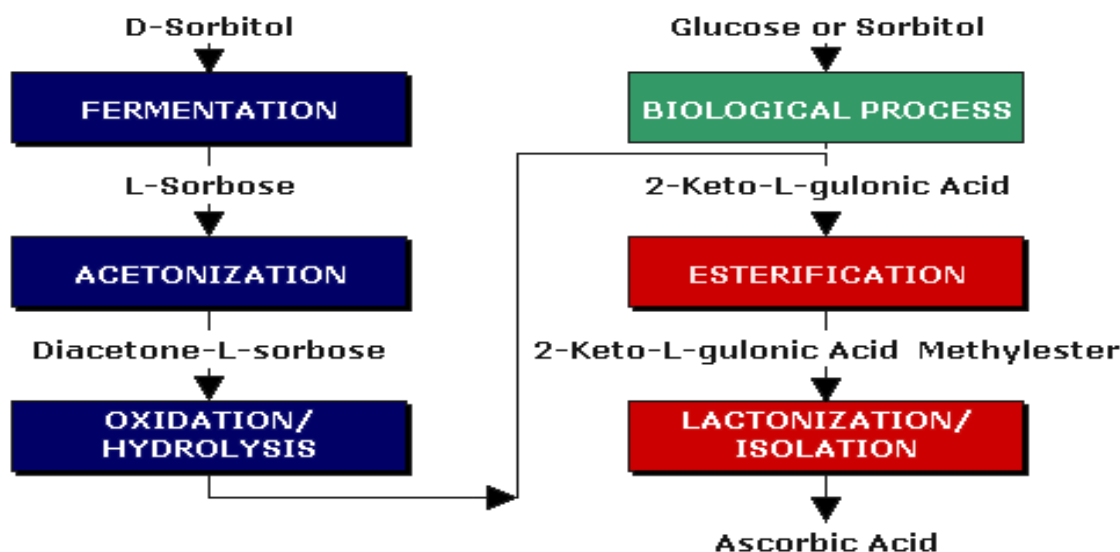 D-Sorbitol
FERMENTATION
L-Sorbose
ACETONIZATION
Diacetone-L-sorbose
OXIDATION/
HYDROLYSIS
Glucose or Sorbitol
BIOLOGICAL PROCESS
2-Keto-L-gulonic Acid
ESTERIFICATION
2-Keto-L-gulonic Acid Methylester
LACTONIZATION/
ISOLATION
Ascorbic Acid